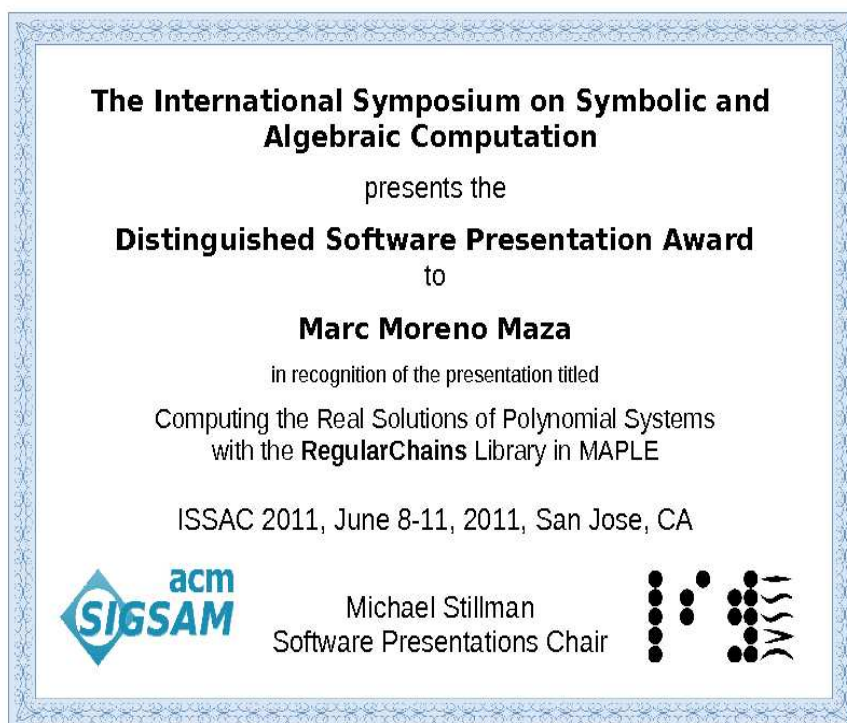 The International Symposium on Symbolic and
Algebraic Computation
presents the
Distinguished Software Presentation Award
to
Marc Moreno Maza
in recognition of the presentation titled
Computing the Real Solutions of Polynomial Systems
with the RegularChains Library in MAPLE
ISSAC 2011, June 8-11, 2011, San Jose, CA
acm
SIGSAM
Michael Stillman
Software Presentations Chair